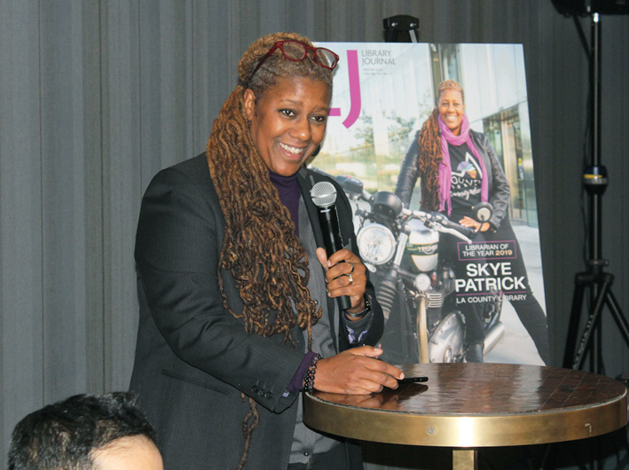 LJ
LIBRARY
JOURNAL
LIBRARIAN OF
THE YEAR 2019
SKYE
PATRICK
LA COUNTY LIBRARY